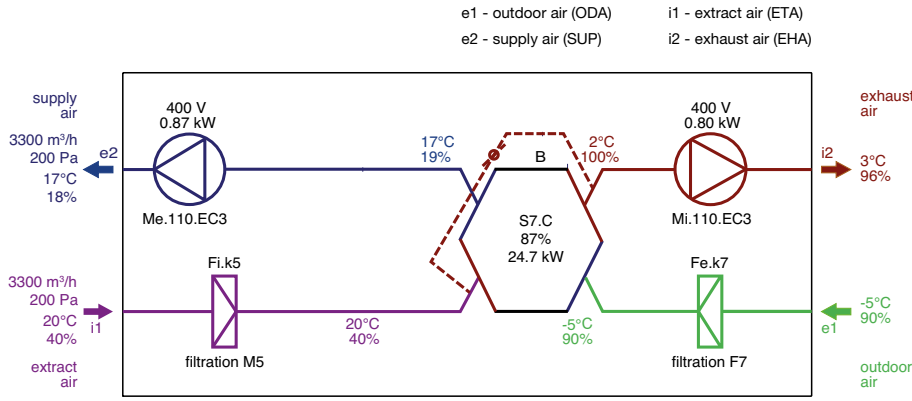 e1 - outdoor air (ODA)
i1 - extract air (ETA)
e2 - supply air (SUP)
i2 - exhaust air (EHA)
supply
air
3300 m³/h
200 Pa
17°C
18%
e2
400 V
0.87 kW
Me.110.EC3
17°C
19%
B
2°C
100%
400 V
0.80 kW
Mi.110.EC3
exhaust
air
i2
3°C
96%
S7.C
87%
24.7 kW
3300 m³/h
200 Pa
20°C
40%
i1
extract
air
Fi.k5
filtration M5
20°C
40%
-5°C
90%
Fe.k7
filtration F7
e1
-5°C
90%
outdoor
air